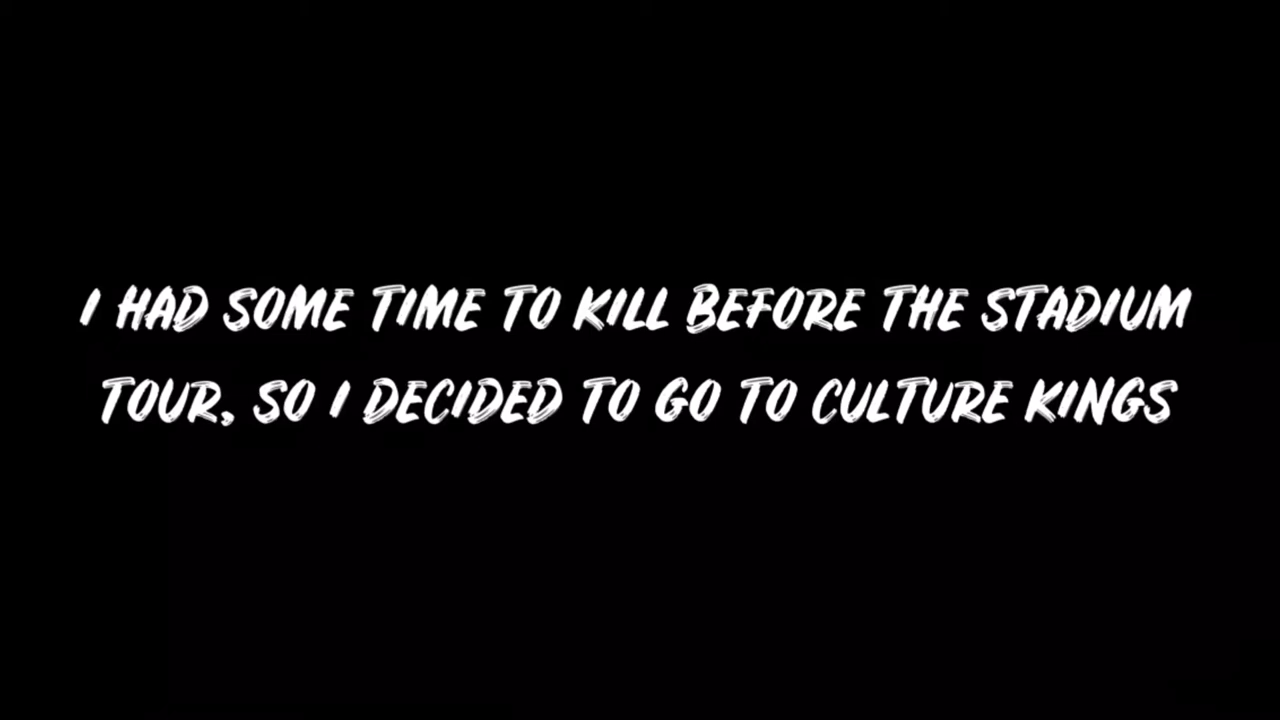 I HAD SOME TIME TO KILL BEFORE THE STADIUM
TOUR, SO I DECIDED TO GO TO CULTURE KINGS